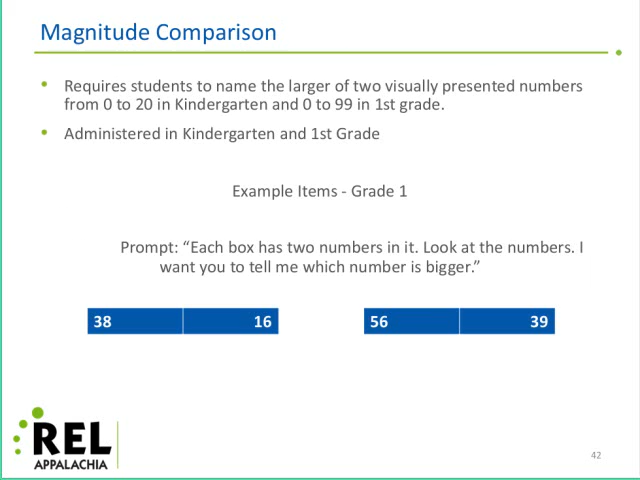 Magnitude Comparison
• Requires students to name the larger of two visually presented numbers
from 0 to 20 in Kindergarten and 0 to 99 in 1st grade.
• Administered in Kindergarten and 1st Grade
Example Items - Grade 1
Prompt: “Each box has two numbers in it. Look at the numbers. I
want you to tell me which number is bigger.”
38 16 56 39
REL
APPALACHIA
42